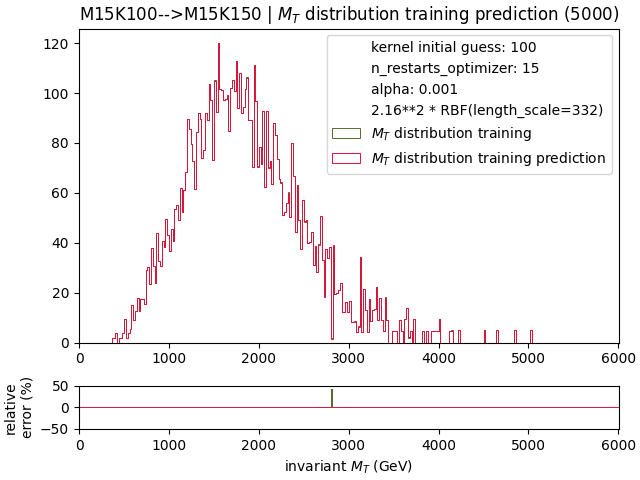 M15K100-->M15K150 | M_T distribution training prediction (5000)
kernel initial guess: 100
n_restarts_optimizer: 15
alpha: 0.001
2.16**2 * RBF(length_scale=332)
M_T distribution training
M_T distribution training prediction
120
100
80
60
40
20
0
0 1000 2000 3000 4000 5000 6000
relative
error (%)
50
0
−50
0 1000 2000 3000 4000 5000 6000
invariant M_T (GeV)